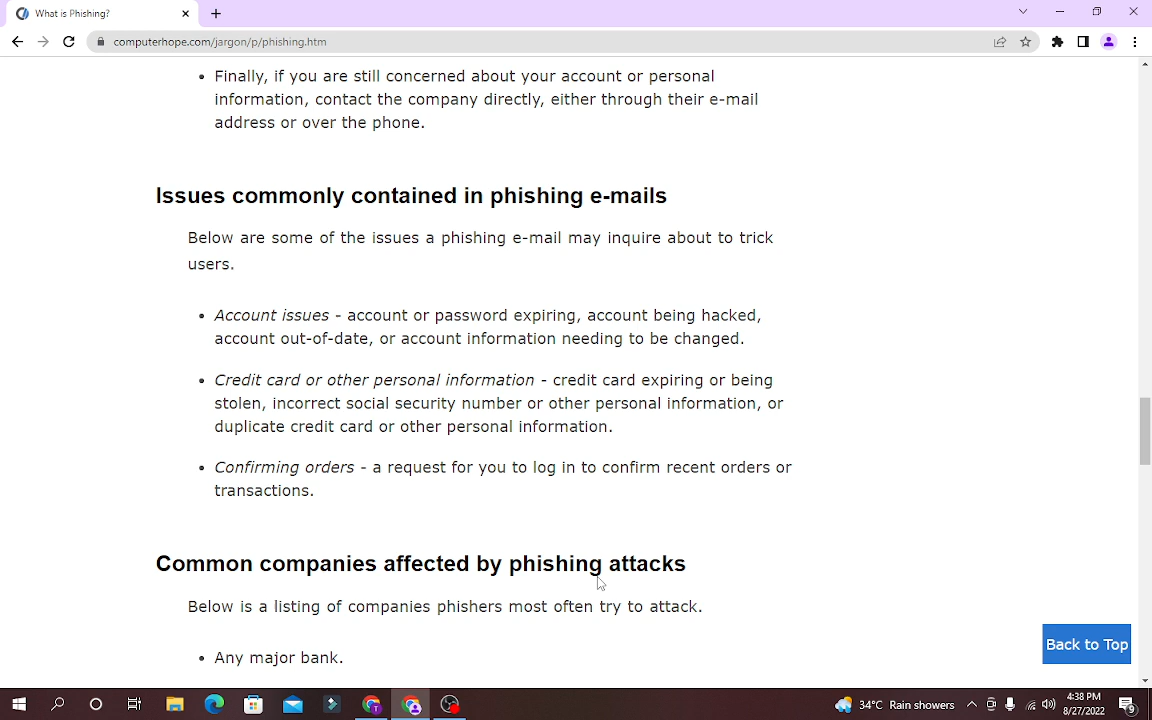 What is Phishing?
computerhope.com/jargon/p/phishing.htm
• Finally, if you are still concerned about your account or personal
information, contact the company directly, either through their e-mail
address or over the phone.
Issues commonly contained in phishing e-mails
Below are some of the issues a phishing e-mail may inquire about to trick
users.
• Account issues - account or password expiring, account being hacked,
account out-of-date, or account information needing to be changed.
• Credit card or other personal information - credit card expiring or being
stolen, incorrect social security number or other personal information, or
duplicate credit card or other personal information.
• Confirming orders - a request for you to log in to confirm recent orders or
transactions.
Common companies affected by phishing attacks
Below is a listing of companies phishers most often try to attack.
Back to Top
• Any major bank.
34°C Rain showers
4:38 PM
8/27/2022
9